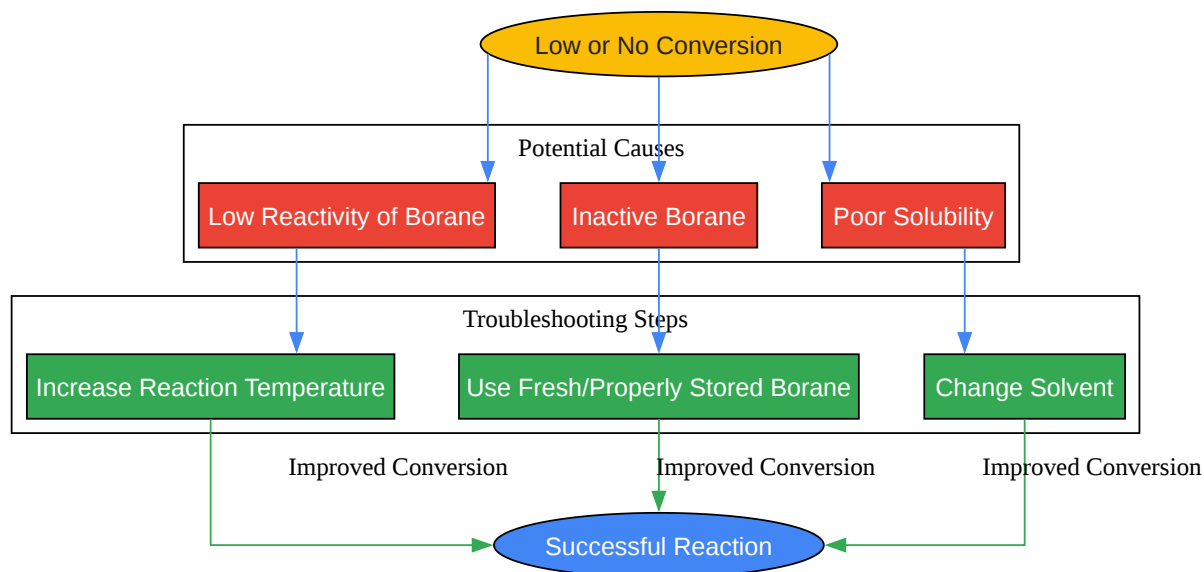 Low or No Conversion
Potential Causes
Low Reactivity of Borane
Inactive Borane
Poor Solubility
Troubleshooting Steps
Increase Reaction Temperature
Use Fresh/Properly Stored Borane
Change Solvent
Improved Conversion
Improved Conversion
Improved Conversion
Successful Reaction